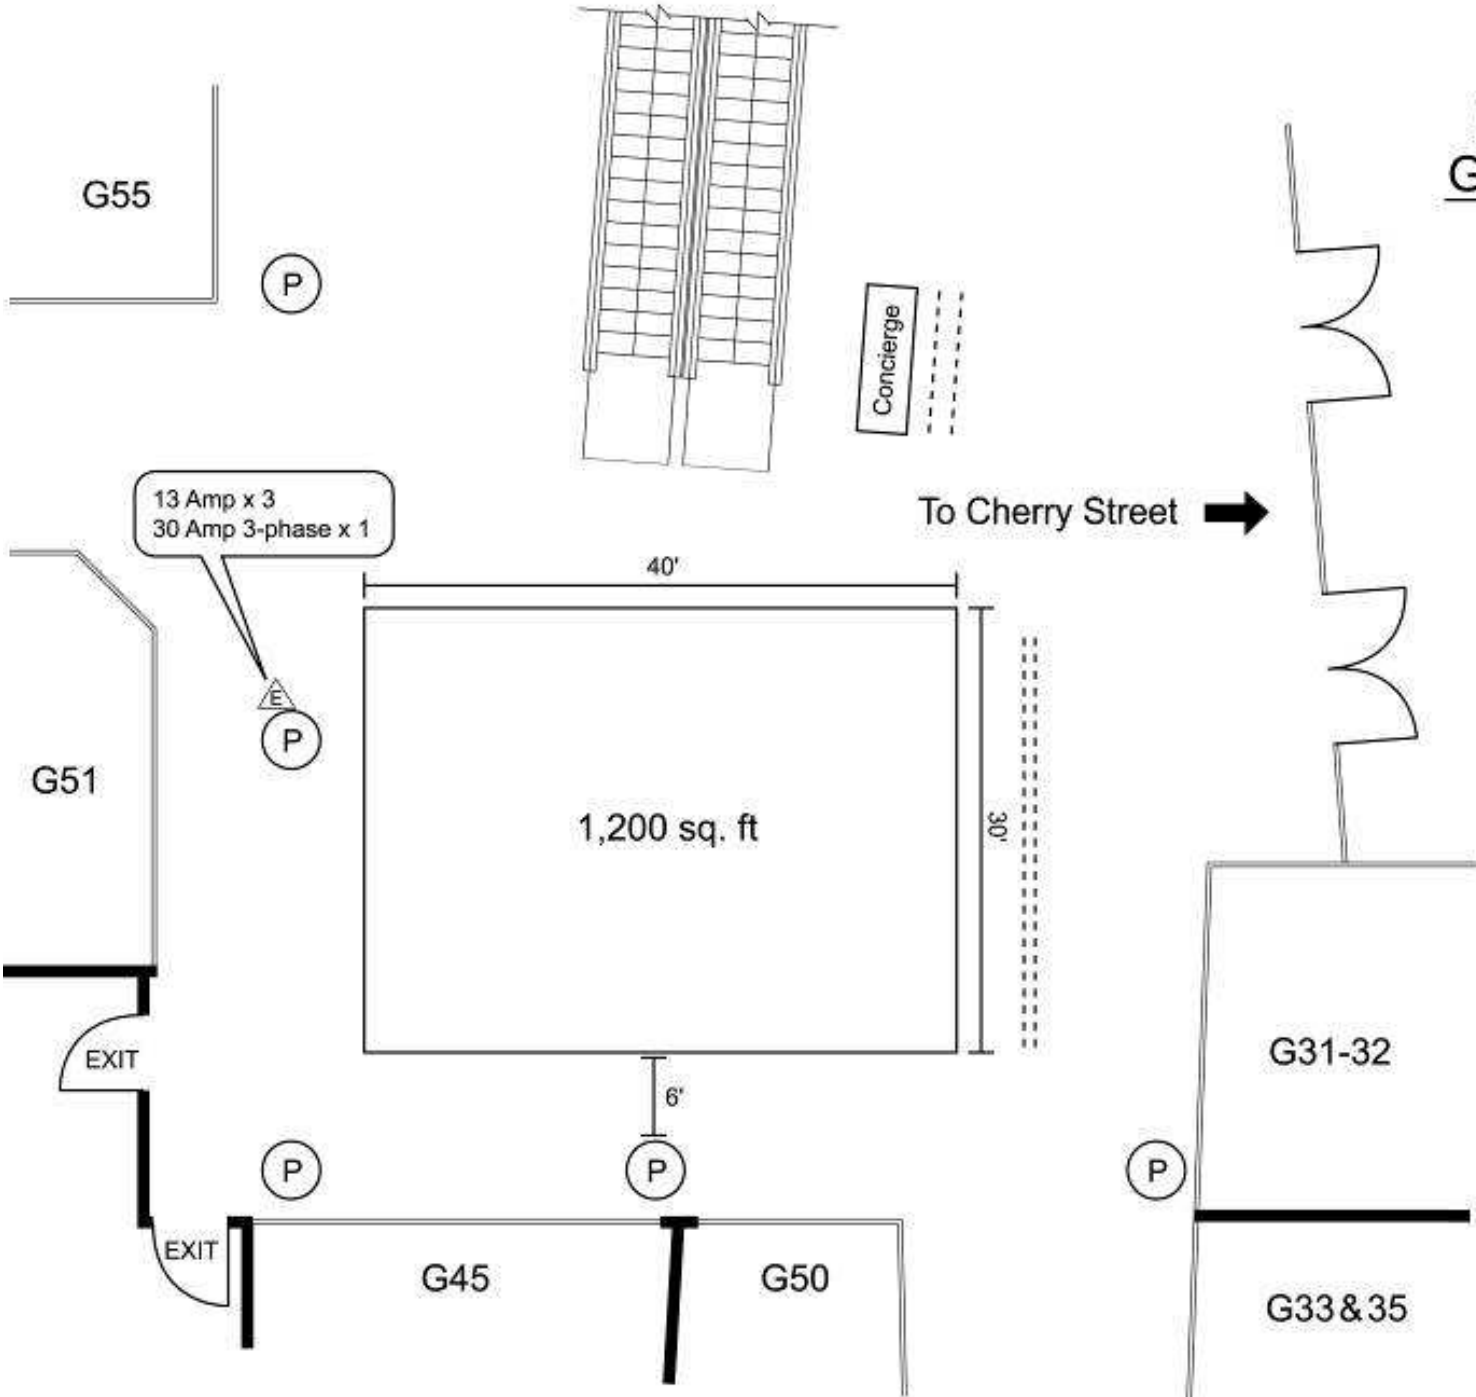 G55
P
G
Concierge
13 Amp x 3
30 Amp 3-phase x 1
To Cherry Street
40'
E
P
G51
1,200 sq. ft
30'
EXIT
G31-32
6'
P
P
P
EXIT
G45
G50
G33&35